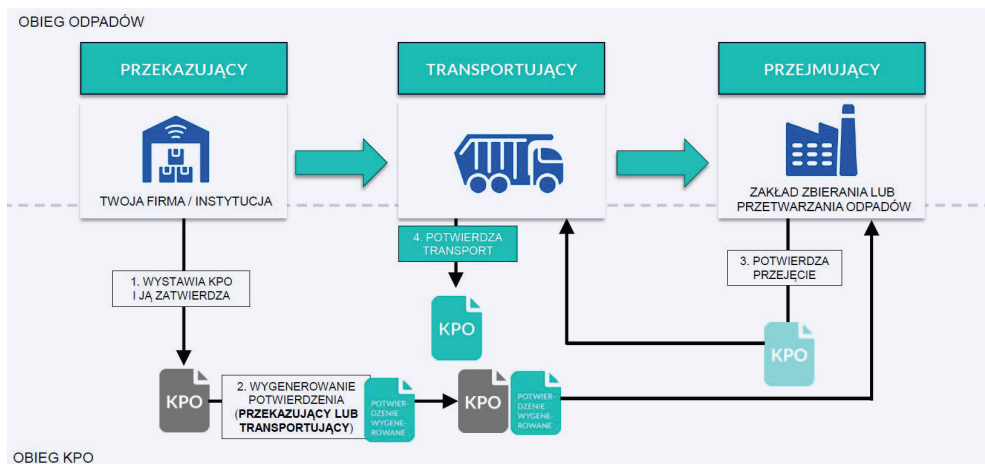 OBIEG ODPADÓW
PRZEKAZUJĄCY
TRANSPORTUJĄCY
PRZEJMUJĄCY
TWOJA FIRMA / INSTYTUCJA
ZAKŁAD ZBIERANIA LUB
PRZETWARZANIA ODPADÓW
4. POTWIERDZA
TRANSPORT
3. POTWIERDZA
PRZEJĘCIE
1. WYSTAWIA KPO
I JĄ ZATWIERDZA
KPO
KPO
KPO
2. WYGENEROWANIE
POTWIERDZENIA
(PRZEKAZUJĄCY LUB
TRANSPORTUJĄCY)
POTWIER-
DZENIE
WYGENE-
ROWANE
KPO
POTWIER-
DZENIE
WYGENE-
ROWANE
OBIEG KPO